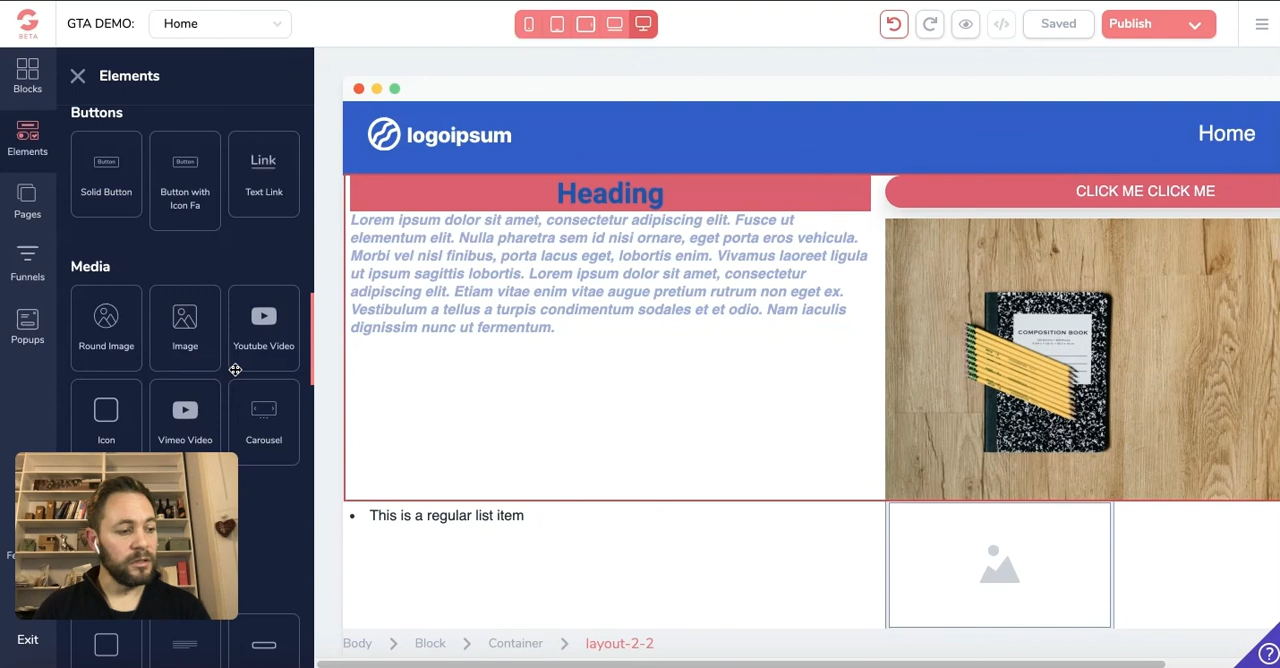 BETA
GTA DEMO:
Home
Saved
Publish
Blocks
Elements
Pages
Funnels
Popups
Exit
Elements
Buttons
Button
Solid Button
Button
Button with
Icon Fa
Link
Text Link
Media
Round Image
Image
Youtube Video
Icon
Vimeo Video
Carousel
logoipsum
Home
Heading
Lorem ipsum dolor sit amet, consectetur adipiscing elit. Fusce ut
elementum elit. Nulla pharetra sem id nisi ornare, eget porta eros vehicula.
Morbi vel nisl finibus, porta lacus eget, lobortis enim. Vivamus laoreet ligula
ut ipsum sagittis lobortis. Lorem ipsum dolor sit amet, consectetur
adipiscing elit. Etiam vitae enim vitae augue pretium rutrum non eget ex.
Vestibulum a tellus a turpis condimentum sodales et et odio. Nam iaculis
dignissim nunc ut fermentum.
CLICK ME CLICK ME
COMPOSITION BOOK
• This is a regular list item
Body > Block > Container > layout-2-2
?